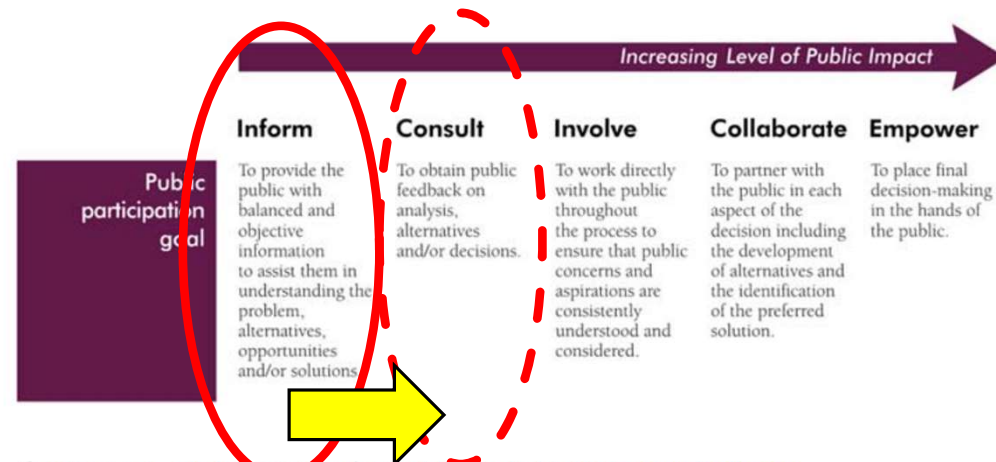 Increasing Level of Public Impact
Inform
Consult
Involve
Collaborate
Empower
Public
participation
goal
To provide the
public with
balanced and
objective
information
to assist them in
understanding the
problem,
alternatives,
opportunities
and/or solutions
To obtain public
feedback on
analysis,
alternatives
and/or decisions.
To work directly
with the public
throughout
the process to
ensure that public
concerns and
aspirations are
consistently
understood and
considered.
To partner with
the public in each
aspect of the
decision including
the development
of alternatives and
the identification
of the preferred
solution.
To place final
decision-making
in the hands of
the public.